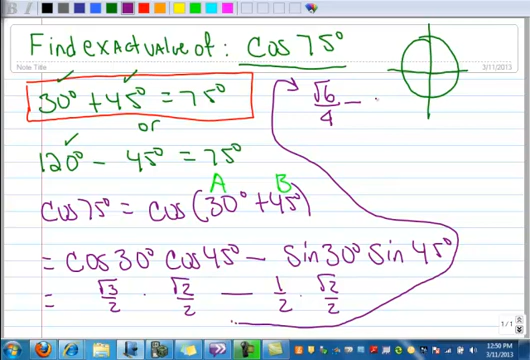 Find exact value of: cos 75°
Note Title
3/11/2013
30° + 45° = 75°
or
120° - 45° = 75°
A B
cos 75° = cos(30° + 45°)
= cos 30° cos 45° - sin 30° sin 45°
= √3/2 · √2/2 - 1/2 · √2/2
√6/4 -
1/1
12:50 PM
3/11/2013